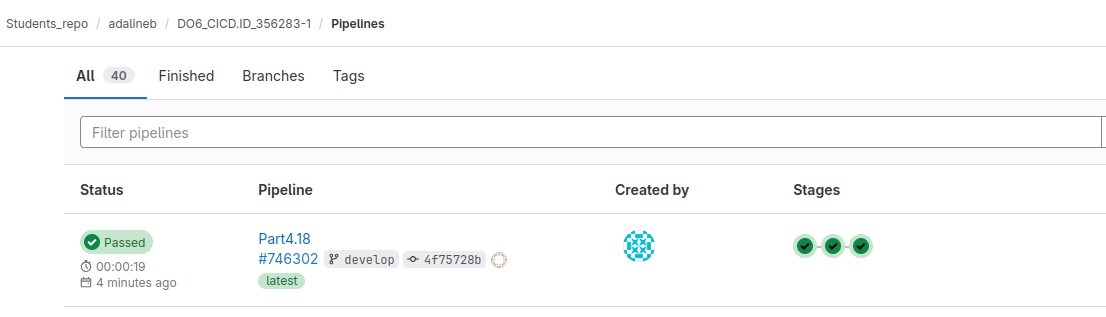 Students_repo / adalineb / DO6_CICD.ID_356283-1 / Pipelines
All 40 Finished Branches Tags
Filter pipelines
Status Pipeline Created by Stages
Passed
00:00:19
4 minutes ago
Part4.18
#746302 develop 4f75728b
latest